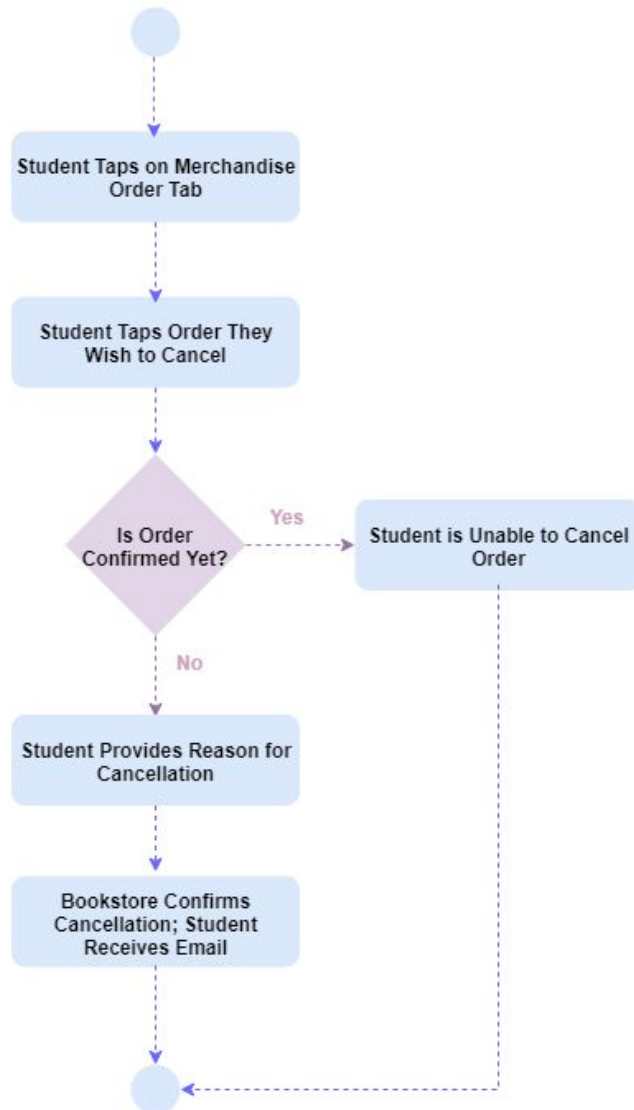 Student Taps on Merchandise
Order Tab
Student Taps Order They
Wish to Cancel
Is Order
Confirmed Yet?
Yes
Student is Unable to Cancel
Order
No
Student Provides Reason for
Cancellation
Bookstore Confirms
Cancellation; Student
Receives Email